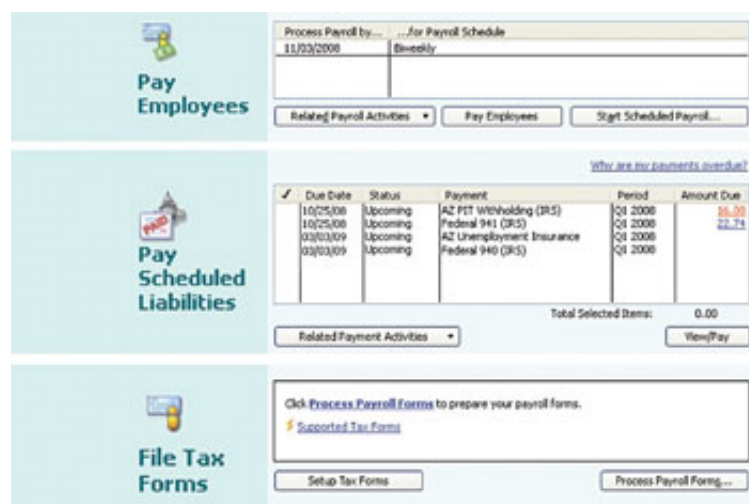 Process Payroll by... ...for Payroll Schedule
11/03/2008 Biweekly
Pay
Employees
Related Payroll Activities Pay Employees Start Scheduled Payroll...
Why are my payments overdue?
✓ Due Date Status Payment Period Amount Due
10/25/08 Upcoming AZ PIT Withholding (IRS) Q1 2008 16.00
10/25/08 Upcoming Federal 941 (IRS) Q1 2008 22.74
03/03/09 Upcoming AZ Unemployment Insurance Q1 2008
03/03/09 Upcoming Federal 940 (IRS) Q1 2008
PAID
Pay
Scheduled
Liabilities
Total Selected Items: 0.00
Related Payment Activities View/Pay
Click Process Payroll Forms to prepare your payroll forms.
Supported Tax Forms
File Tax
Forms
Setup Tax Forms Process Payroll Forms...